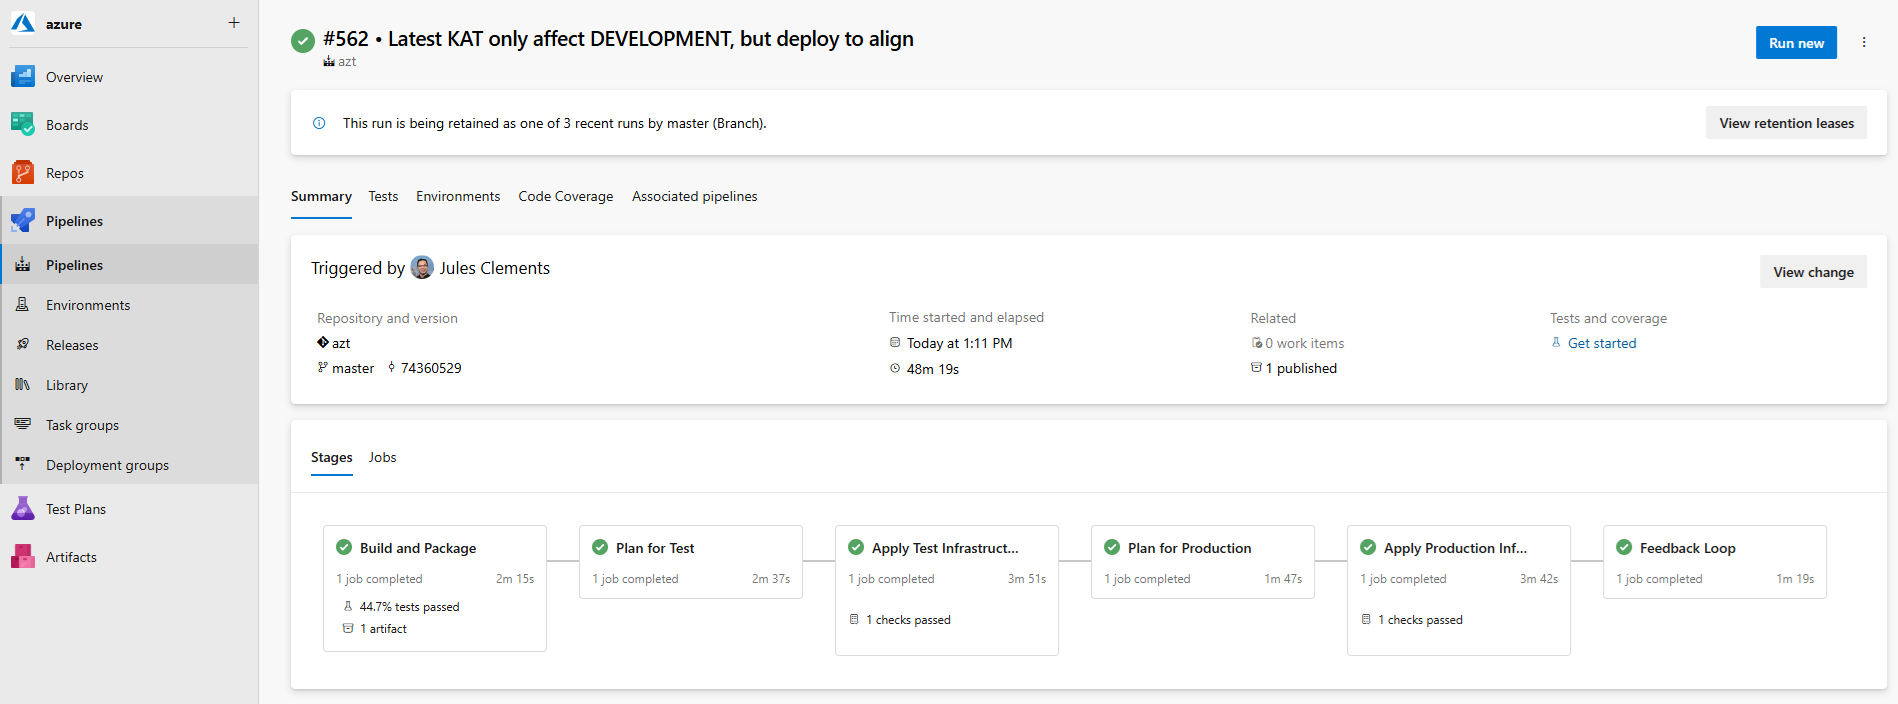 azure
+
Overview
Boards
Repos
Pipelines
Pipelines
Environments
Releases
Library
Task groups
Deployment groups
Test Plans
Artifacts
#562 • Latest KAT only affect DEVELOPMENT, but deploy to align
azt
Run new
This run is being retained as one of 3 recent runs by master (Branch).
View retention leases
Summary Tests Environments Code Coverage Associated pipelines
Triggered by Jules Clements
View change
Repository and version
azt
master 74360529
Time started and elapsed
Today at 1:11 PM
48m 19s
Related
0 work items
1 published
Tests and coverage
Get started
Stages Jobs
Build and Package
1 job completed 2m 15s
44.7% tests passed
1 artifact
Plan for Test
1 job completed 2m 37s
Apply Test Infrastruct...
1 job completed 3m 51s
1 checks passed
Plan for Production
1 job completed 1m 47s
Apply Production Inf...
1 job completed 3m 42s
1 checks passed
Feedback Loop
1 job completed 1m 19s